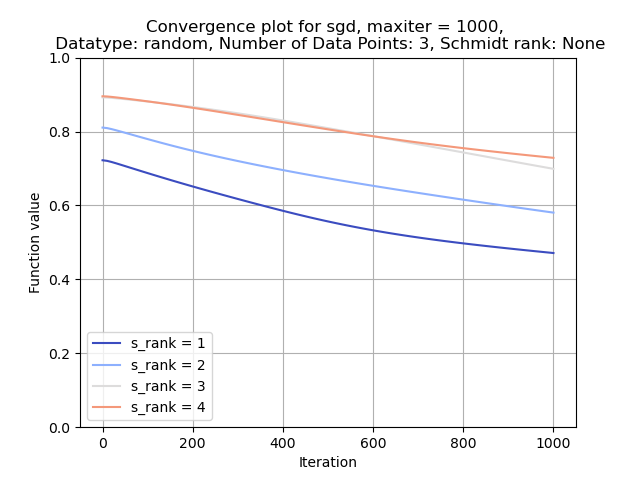 Convergence plot for sgd, maxiter = 1000,
Datatype: random, Number of Data Points: 3, Schmidt rank: None
1.0
0.8
0.6
0.4
0.2
0.0
Function value
s_rank = 1
s_rank = 2
s_rank = 3
s_rank = 4
0 200 400 600 800 1000
Iteration